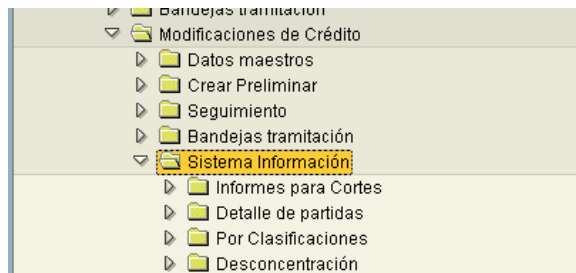 Bandejas tramitación
Modificaciones de Crédito
Datos maestros
Crear Preliminar
Seguimiento
Bandejas tramitación
Sistema Información
Informes para Cortes
Detalle de partidas
Por Clasificaciones
Desconcentración